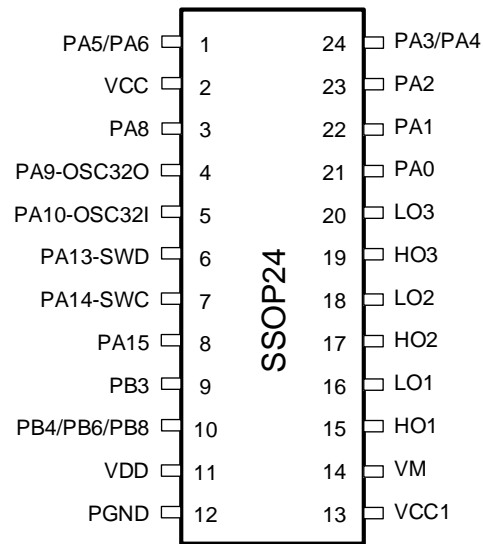 PA5/PA6 1 24 PA3/PA4
VCC 2 23 PA2
PA8 3 22 PA1
PA9-OSC32O 4 21 PA0
PA10-OSC32I 5 20 LO3
PA13-SWD 6 19 HO3
PA14-SWC 7 18 LO2
PA15 8 17 HO2
PB3 9 16 LO1
PB4/PB6/PB8 10 15 HO1
VDD 11 14 VM
PGND 12 13 VCC1
SSOP24